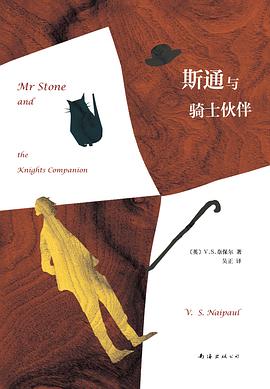 Mr Stone
and
the
Knights Companion
斯通与
骑士伙伴
〔英〕V.S.奈保尔 著
吴正 译
V. S. Naipaul
南海出版公司